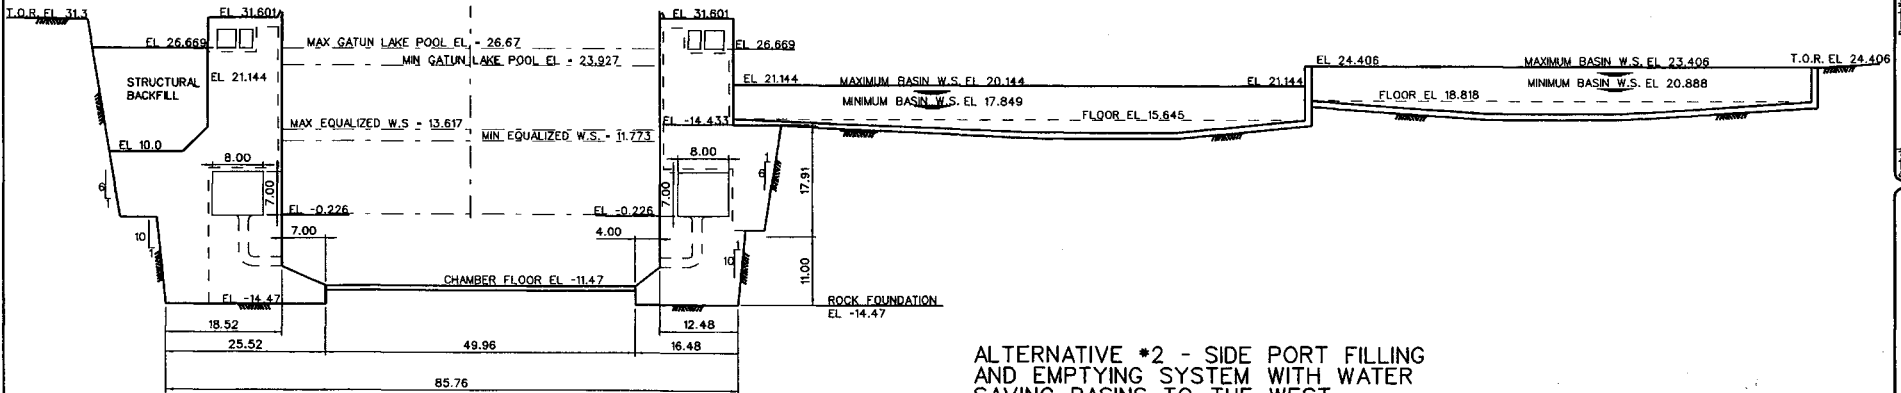 T.O.R. EL 31.3
EL 31.601
EL 31.601
EL 26.669
MAX GATUN LAKE POOL EL - 26.67
EL 26.669
MIN GATUN LAKE POOL EL - 23.927
EL 24.406
MAXIMUM BASIN W.S. EL 23.406
T.O.R. EL 24.406
STRUCTURAL
BACKFILL
EL 21.144
EL 21.144
MAXIMUM BASIN W.S. EL 20.144
EL 21.144
MINIMUM BASIN W.S. EL 20.888
MINIMUM BASIN W.S. EL 17.849
FLOOR EL 18.818
MAX EQUALIZED W.S - 13.617
EL -14.433
FLOOR EL 15.645
MIN EQUALIZED W.S. - 11.773
EL 10.0
8.00
8.00
7.00
7.00
6
1
1
6
17.91
EL -0.226
EL -0.226
7.00
4.00
10
1
1
10
11.00
CHAMBER FLOOR EL -11.47
EL -14.47
ROCK FOUNDATION
EL -14.47
18.52
12.48
25.52
49.96
16.48
85.76
ALTERNATIVE #2 - SIDE PORT FILLING
AND EMPTYING SYSTEM WITH WATER
SAVING BASINS TO THE WEST